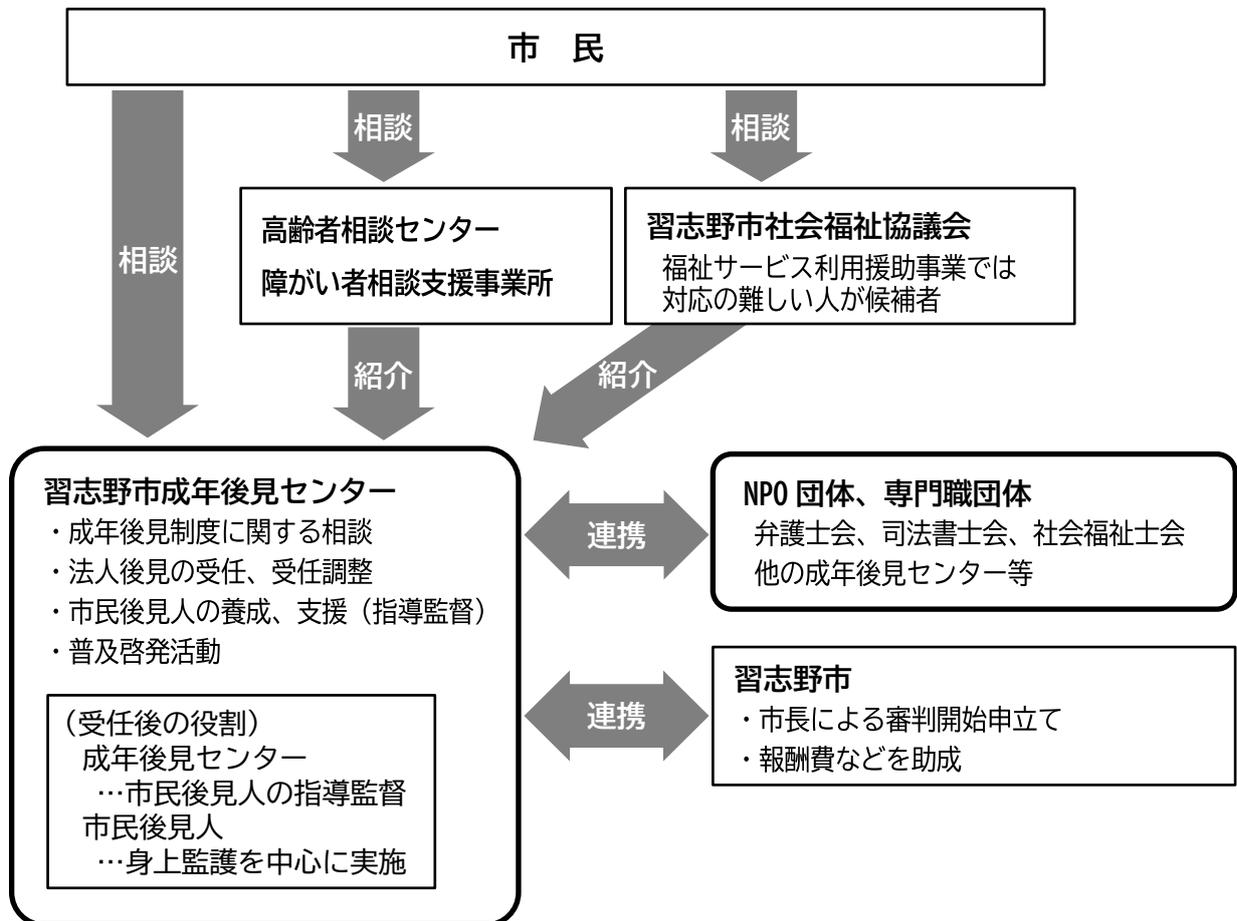 市　民
相談
相談
相談
高齢者相談センター
障がい者相談支援事業所
習志野市社会福祉協議会
福祉サービス利用援助事業では
対応の難しい人が候補者
紹介
紹介
習志野市成年後見センター
・成年後見制度に関する相談
・法人後見の受任、受任調整
・市民後見人の養成、支援（指導監督）
・普及啓発活動
（受任後の役割）
成年後見センター
…市民後見人の指導監督
市民後見人
…身上監護を中心に実施
連携
NPO 団体、専門職団体
弁護士会、司法書士会、社会福祉士会
他の成年後見センター等
連携
習志野市
・市長による審判開始申立て
・報酬費などを助成